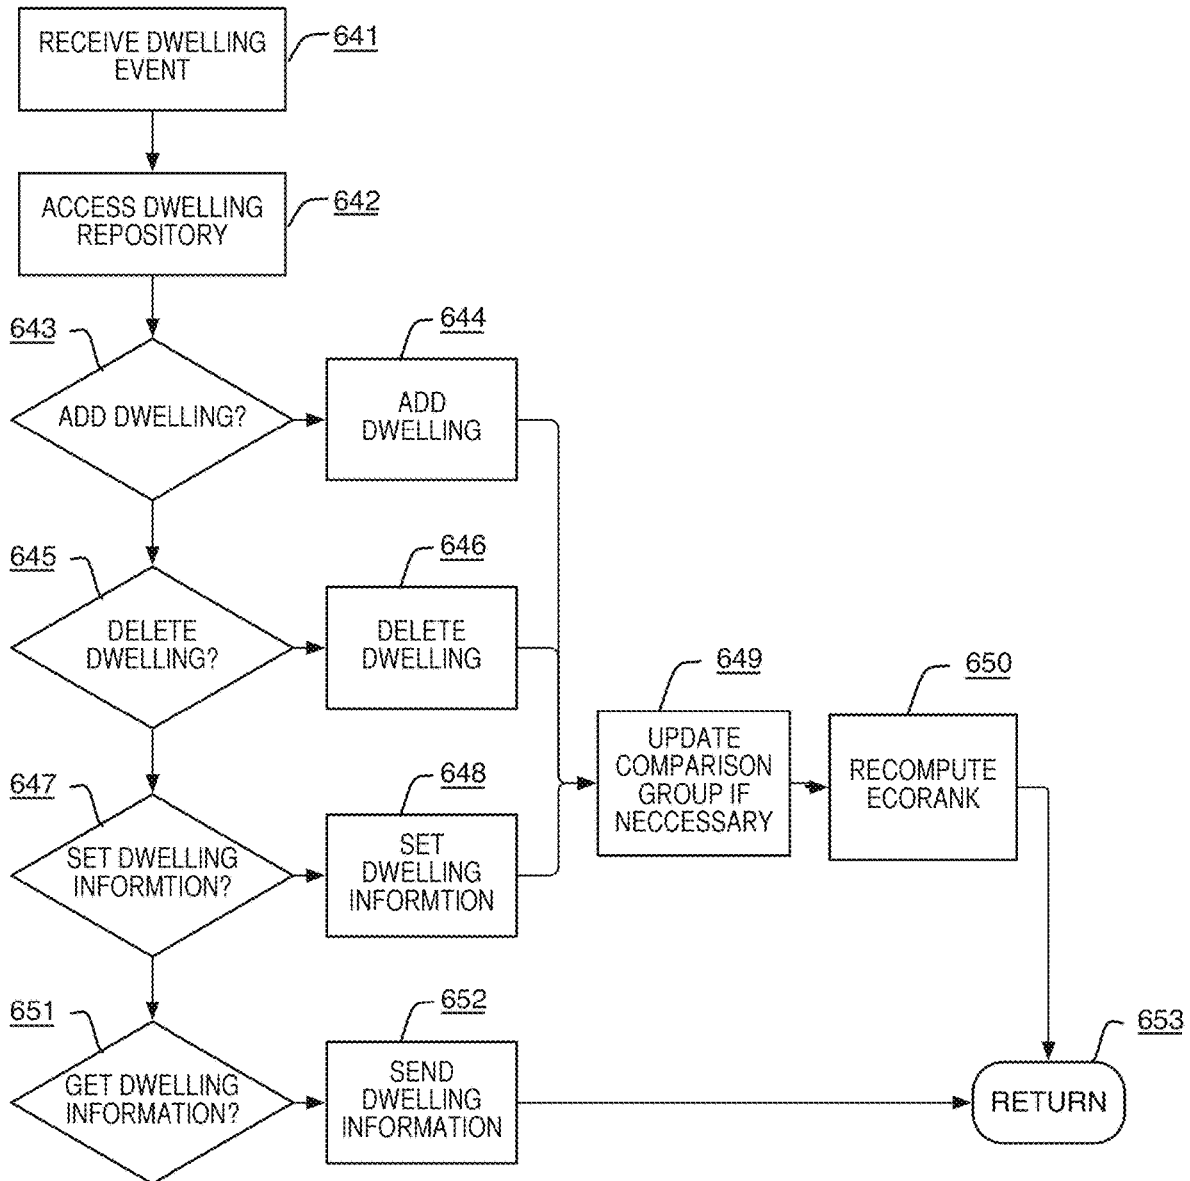 RECEIVE DWELLING
EVENT
641
ACCESS DWELLING
REPOSITORY
642
643
ADD DWELLING?
644
ADD
DWELLING
645
DELETE
DWELLING?
646
DELETE
DWELLING
647
SET DWELLING
INFORMTION?
648
SET
DWELLING
INFORMTION
649
UPDATE
COMPARISON
GROUP IF
NECCESSARY
650
RECOMPUTE
ECORANK
651
GET DWELLING
INFORMATION?
652
SEND
DWELLING
INFORMATION
653
RETURN